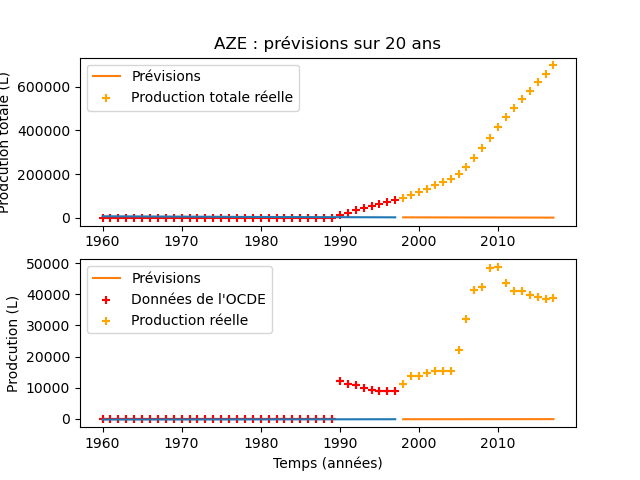 AZE : prévisions sur 20 ans
Prodcution totale (L)
600000
400000
200000
0
Prévisions
Production totale réelle
1960 1970 1980 1990 2000 2010
Prodcution (L)
50000
40000
30000
20000
10000
0
Prévisions
Données de l'OCDE
Production réelle
1960 1970 1980 1990 2000 2010
Temps (années)